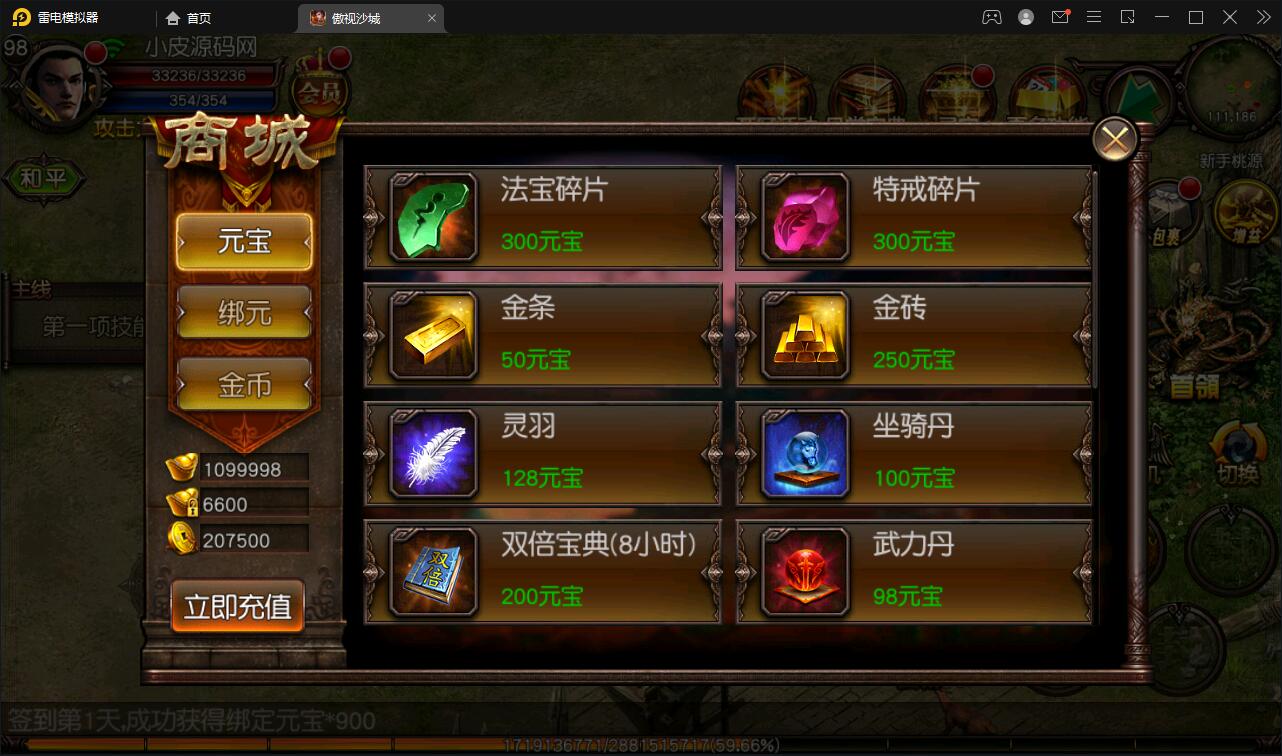 雷电模拟器
首页
傲视沙城
98
小皮源码网
33236/33236
354/354
会员
攻击
111,186
新手桃源
和平
商城
元宝
绑元
金币
1099998
6600
207500
立即充值
法宝碎片
300元宝
特戒碎片
300元宝
金条
50元宝
金砖
250元宝
灵羽
128元宝
坐骑丹
100元宝
双倍
双倍宝典(8小时)
200元宝
武力丹
98元宝
包裹
增益
主线
第一项技能
首領
切换
签到第1天,成功获得绑定元宝*900
1719136771/2881515717(59.66%)